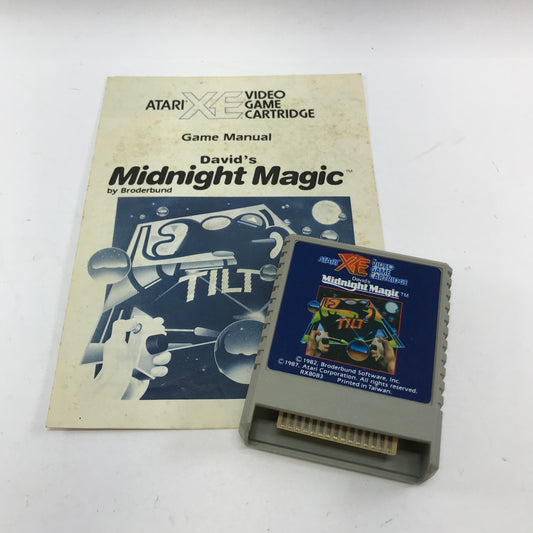 ATARI XE VIDEO
GAME
CARTRIDGE
Game Manual
David's
Midnight Magic™
by Broderbund
TILT
ATARI XE VIDEO
GAME
CARTRIDGE
David's
Midnight Magic™
TILT
© 1982, Broderbund Software, Inc.
© 1987, Atari Corporation. All rights reserved.
RX8083 Printed in Taiwan.